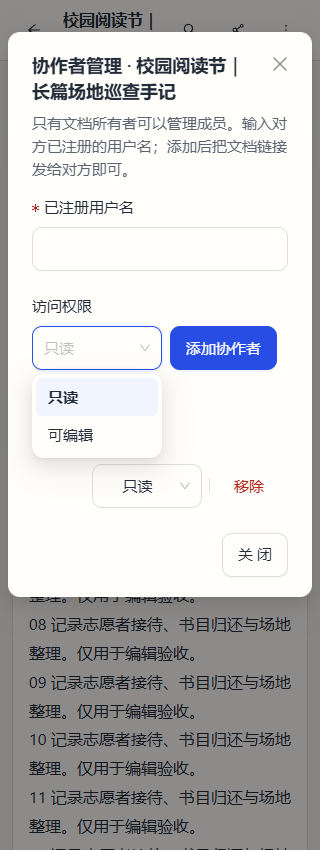 校园阅读节｜
协作者管理 · 校园阅读节｜
长篇场地巡查手记
只有文档所有者可以管理成员。输入对
方已注册的用户名；添加后把文档链接
发给对方即可。
* 已注册用户名
访问权限
只读
添加协作者
只读
可编辑
只读
移除
关 闭
整理。仅用于编辑验收。
08 记录志愿者接待、书目归还与场地
整理。仅用于编辑验收。
09 记录志愿者接待、书目归还与场地
整理。仅用于编辑验收。
10 记录志愿者接待、书目归还与场地
整理。仅用于编辑验收。
11 记录志愿者接待、书目归还与场地
整理。仅用于编辑验收。